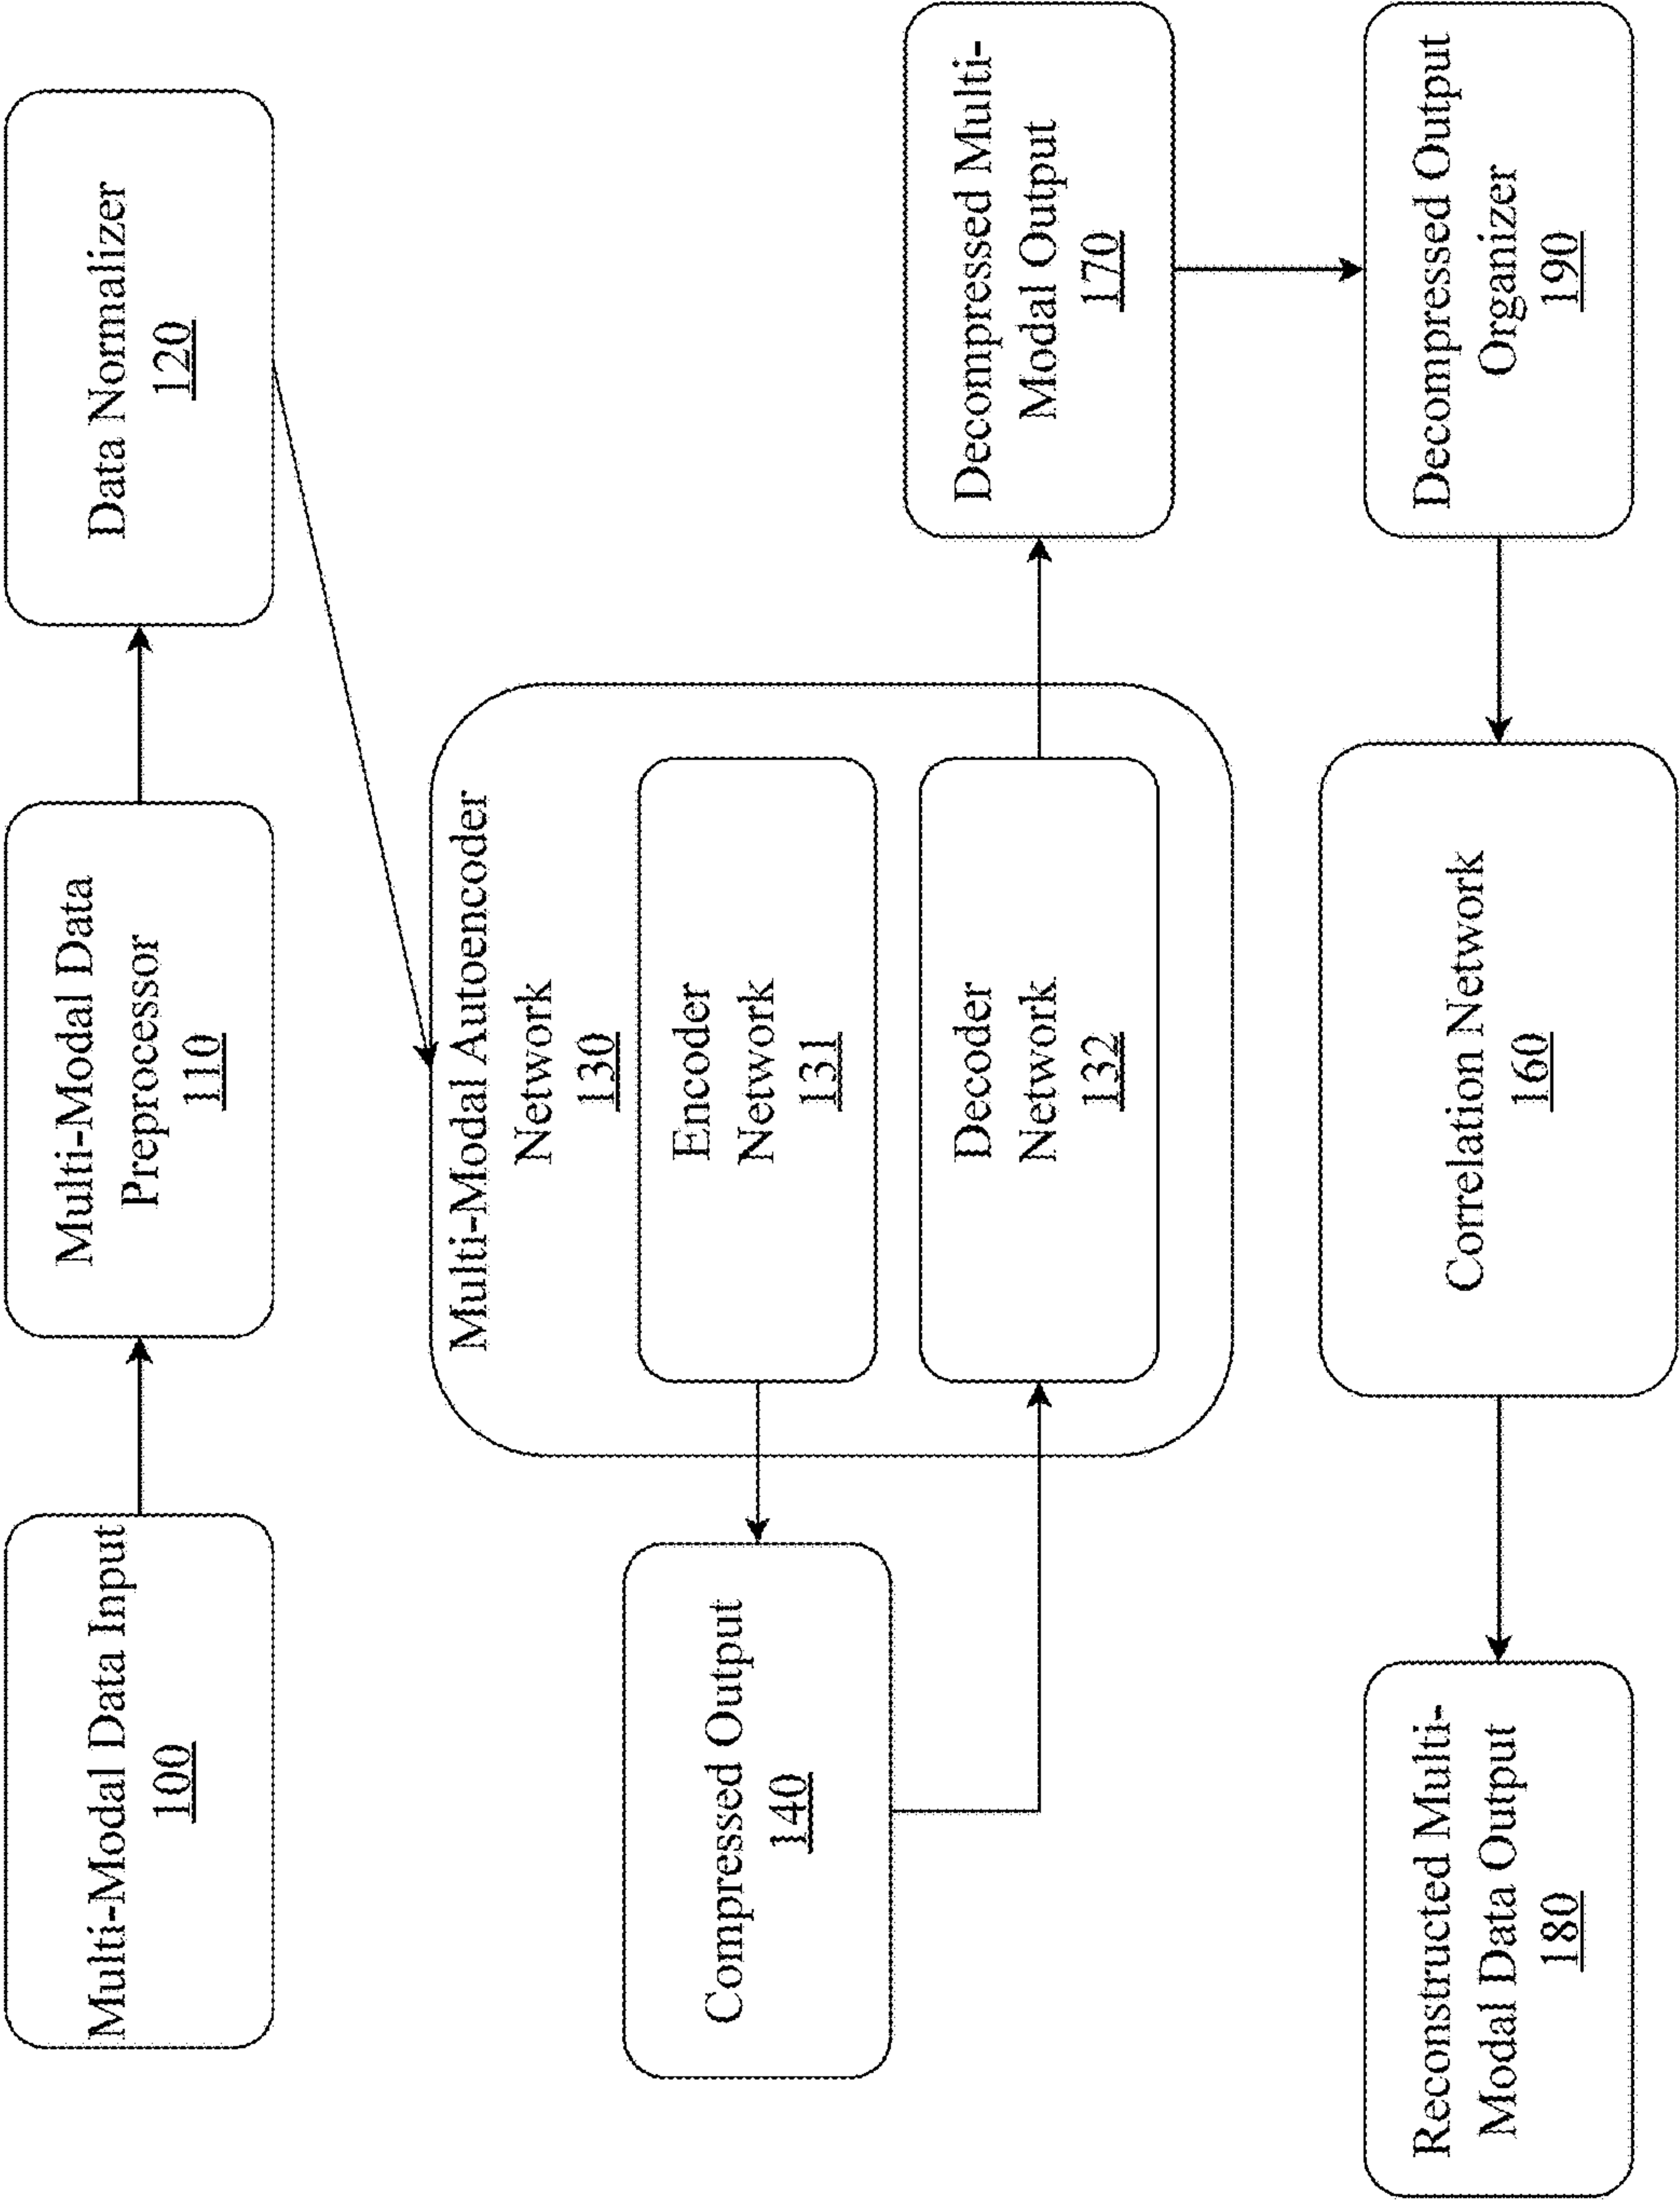 Multi-Modal Data Input
100
Multi-Modal Data
Preprocessor
110
Data Normalizer
120
Multi-Modal Autoencoder
Network
130
Encoder
Network
131
Decoder
Network
132
Compressed Output
140
Decompressed Multi-
Modal Output
170
Decompressed Output
Organizer
190
Correlation Network
160
Reconstructed Multi-
Modal Data Output
180